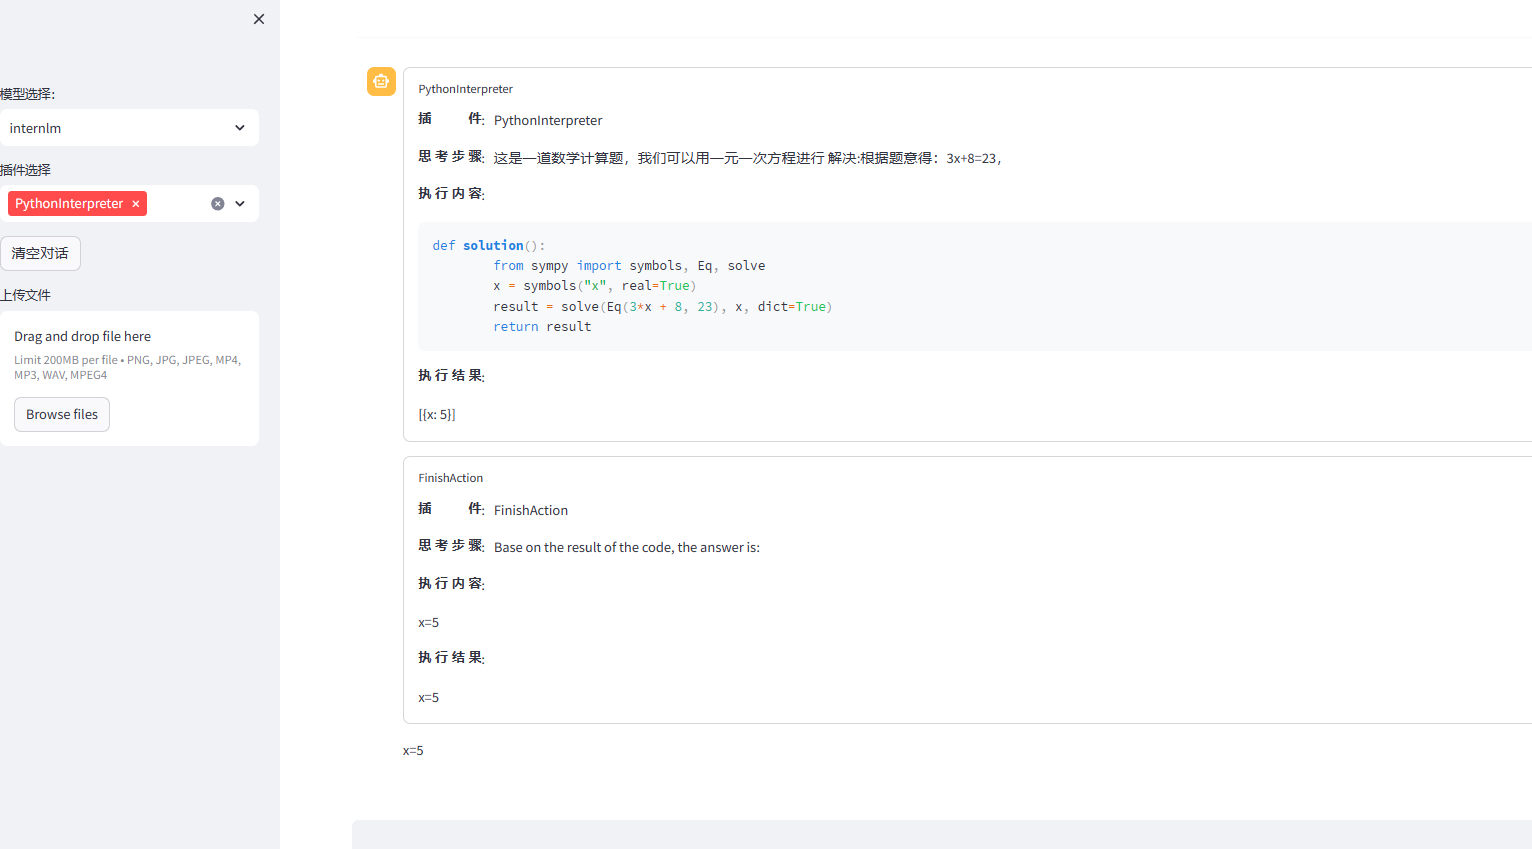 模型选择：
internlm
插件选择
PythonInterpreter ×
清空对话
上传文件
Drag and drop file here
Limit 200MB per file • PNG, JPG, JPEG, MP4,
MP3, WAV, MPEG4
Browse files
PythonInterpreter
插 件: PythonInterpreter
思考步骤: 这是一道数学计算题，我们可以用一元一次方程进行 解决:根据题意得：3x+8=23，
执行内容:
def solution():
from sympy import symbols, Eq, solve
x = symbols("x", real=True)
result = solve(Eq(3*x + 8, 23), x, dict=True)
return result
执行结果:
[{x: 5}]
FinishAction
插 件: FinishAction
思考步骤: Base on the result of the code, the answer is:
执行内容:
x=5
执行结果:
x=5
x=5